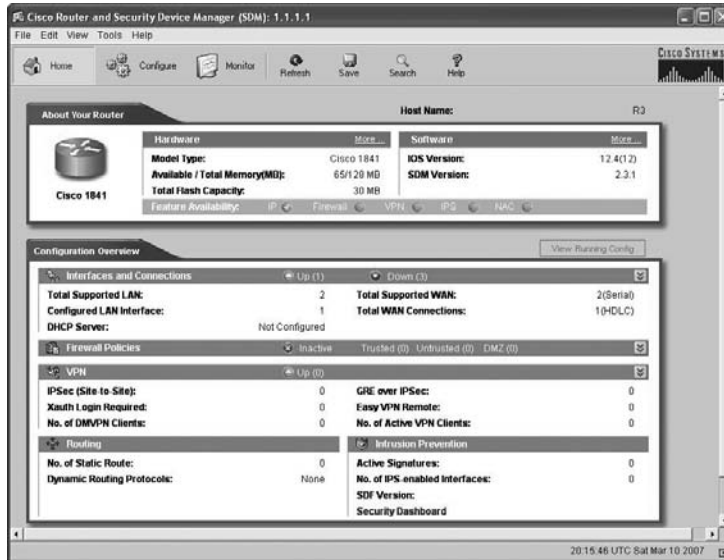 Cisco Router and Security Device Manager (SDM): 1.1.1.1
File Edit View Tools Help
Home Configure Monitor Refresh Save Search Help
CISCO SYSTEMS
About Your Router
Host Name: R3
Cisco 1841
Hardware More...
Model Type: Cisco 1841
Available / Total Memory(MB): 65/128 MB
Total Flash Capacity: 30 MB
Software More...
IOS Version: 12.4(12)
SDM Version: 2.3.1
Feature Availability: IP Firewall VPN IPS NAC
Configuration Overview
View Running Config
Interfaces and Connections Up (1) Down (3)
Total Supported LAN: 2 Total Supported WAN: 2(Serial)
Configured LAN Interface: 1 Total WAN Connections: 1(HDLC)
DHCP Server: Not Configured
Firewall Policies Inactive Trusted (0) Untrusted (0) DMZ (0)
VPN Up (0)
IPSec (Site-to-Site): 0 GRE over IPSec: 0
Xauth Login Required: 0 Easy VPN Remote: 0
No. of DMVPN Clients: 0 No. of Active VPN Clients: 0
Routing
No. of Static Route: 0
Dynamic Routing Protocols: None
Intrusion Prevention
Active Signatures: 0
No. of IPS-enabled Interfaces: 0
SDF Version:
Security Dashboard
20:15:46 UTC Sat Mar 10 2007